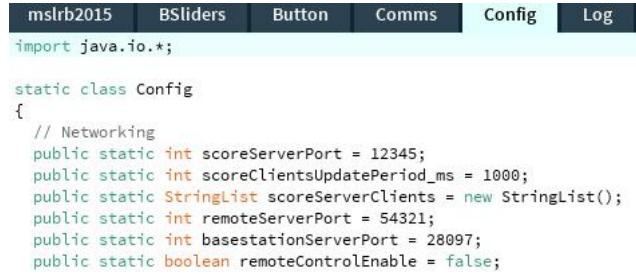 mslrb2015 BSliders Button Comms Config Log
import java.io.*;
static class Config
{
// Networking
public static int scoreServerPort = 12345;
public static int scoreClientsUpdatePeriod_ms = 1000;
public static StringList scoreServerClients = new StringList();
public static int remoteServerPort = 54321;
public static int basestationServerPort = 28097;
public static boolean remoteControlEnable = false;